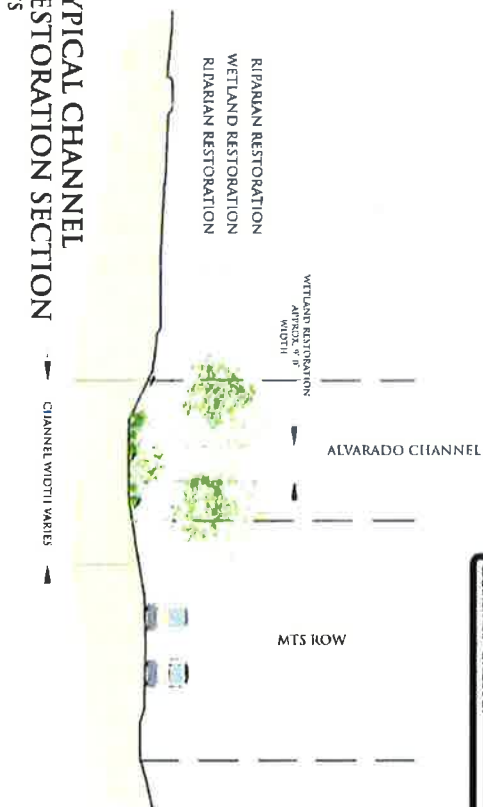 RIPARIAN RESTORATION
WETLAND RESTORATION
RIPARIAN RESTORATION
WETLAND RESTORATION
APPROX.
WIDTH
ALVARADO CHANNEL
MTS ROW
CHANNEL WIDTH VARIES
YPICAL CHANNEL
ESTORATION SECTION